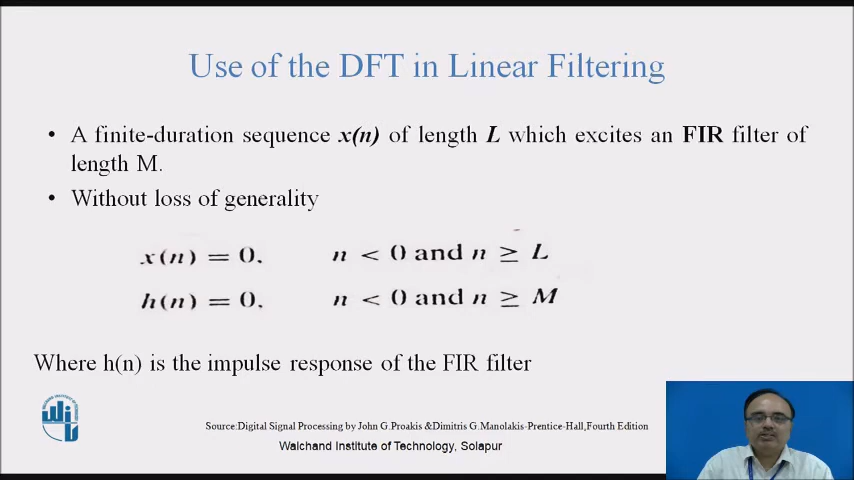 Use of the DFT in Linear Filtering
• A finite-duration sequence x(n) of length L which excites an FIR filter of
length M.
• Without loss of generality
x(n) = 0, n < 0 and n ≥ L
h(n) = 0, n < 0 and n ≥ M
Where h(n) is the impulse response of the FIR filter
Source:Digital Signal Processing by John G.Proakis &Dimitris G.Manolakis-Prentice-Hall,Fourth Edition
Walchand Institute of Technology, Solapur